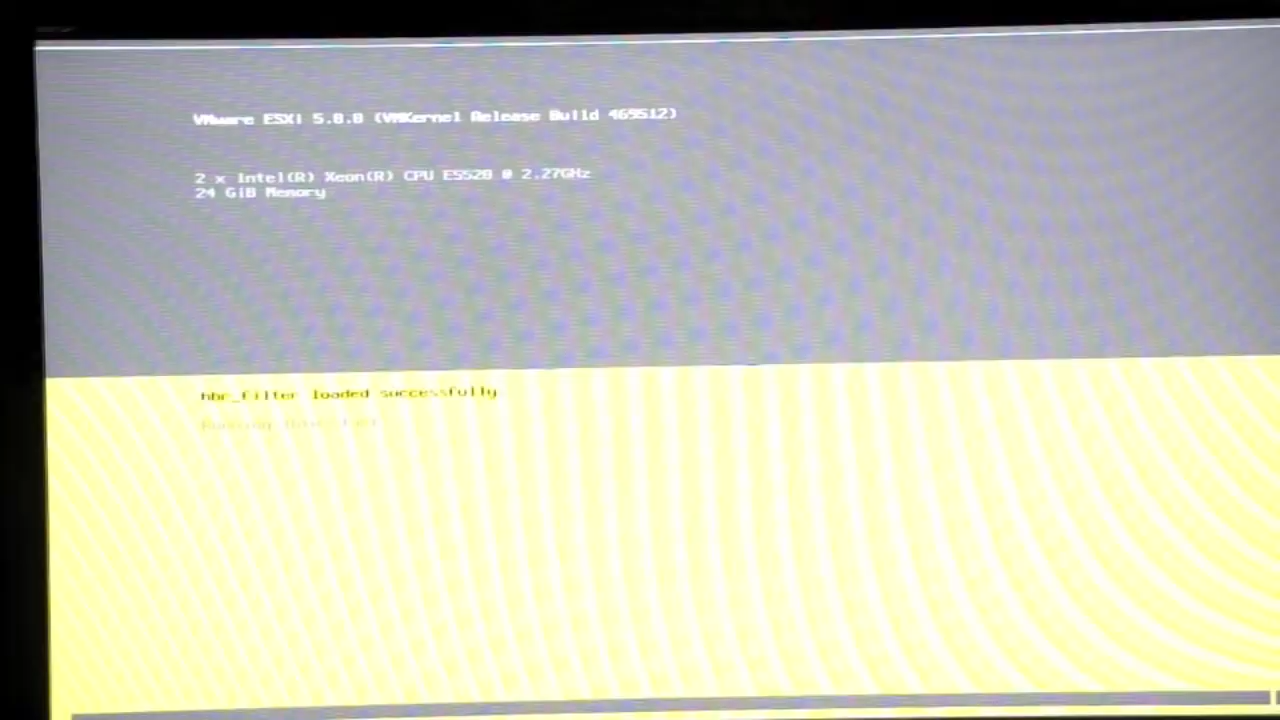 VMware ESXi 5.0.0 (VMKernel Release Build 469512)
2 x Intel(R) Xeon(R) CPU E5520 @ 2.27GHz
24 GiB Memory
hbr_filter loaded successfully
Running